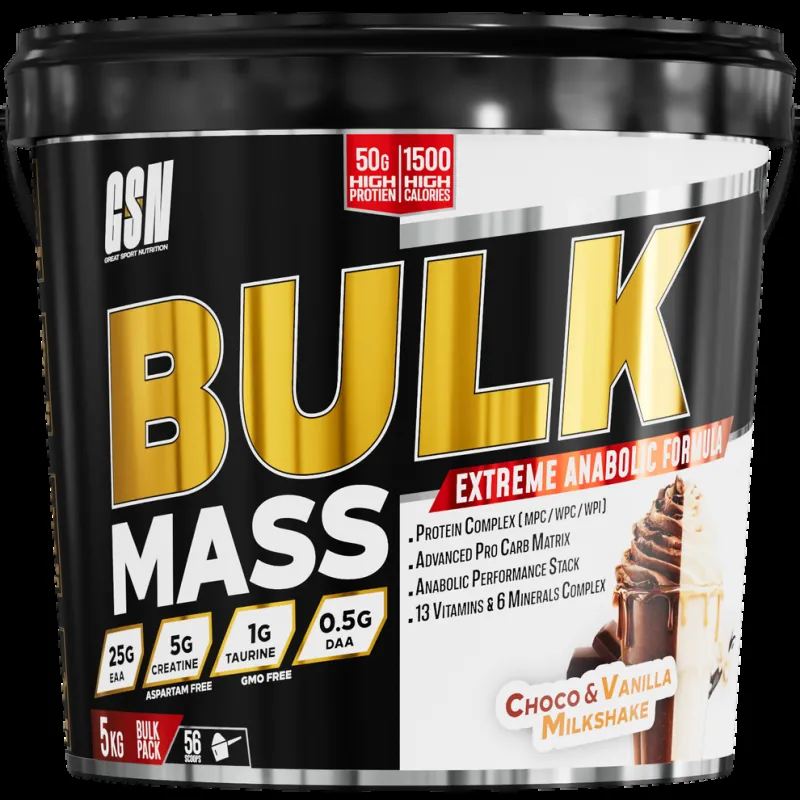 50G HIGH PROTIEN
1500 HIGH CALORIES
GSN
GREAT SPORT NUTRITION
BULK
MASS
EXTREME ANABOLIC FORMULA
. PROTEIN COMPLEX (MPC/WPC/WPI)
. ADVANCED PRO CARB MATRIX
. ANABOLIC PERFORMANCE STACK
. 13 VITAMINS & 6 MINERALS COMPLEX
25G EAA
5G CREATINE
1G TAURINE
0.5G DAA
ASPARTAM FREE
GMO FREE
CHOCO & VANILLA
MILKSHAKE
5KG BULK PACK
56 SCOOPS